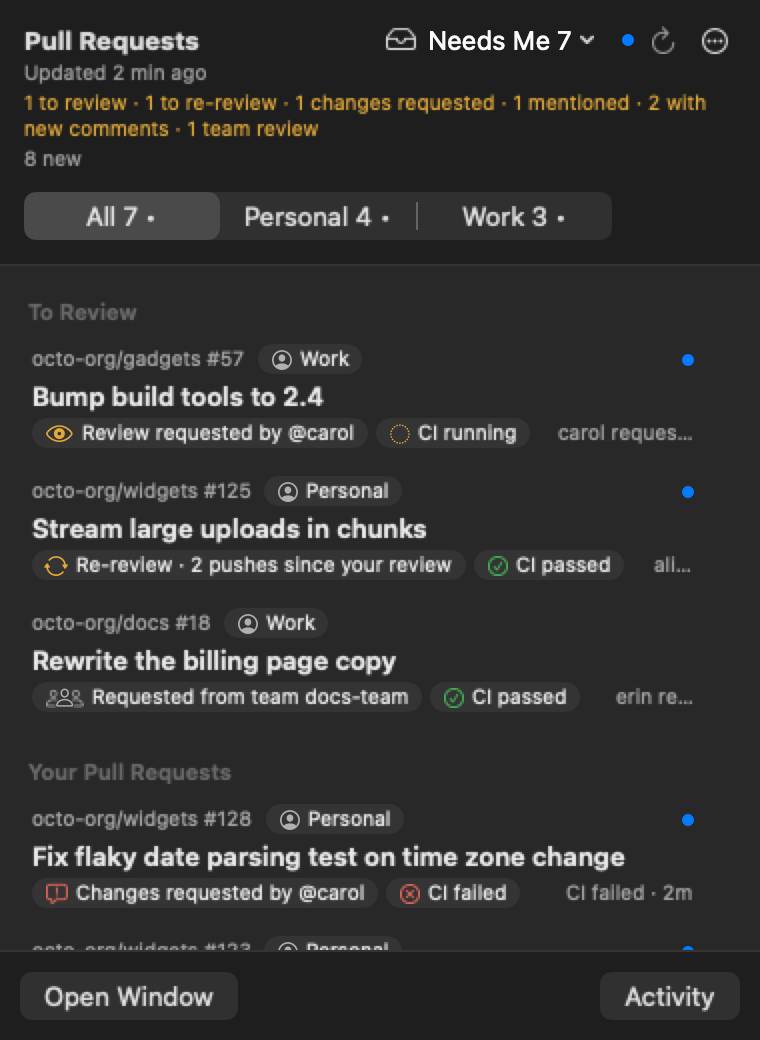 Pull Requests
Needs Me 7
Updated 2 min ago
1 to review · 1 to re-review · 1 changes requested · 1 mentioned · 2 with
new comments · 1 team review
8 new
All 7 •
Personal 4 •
Work 3 •
To Review
octo-org/gadgets #57 Work
Bump build tools to 2.4
Review requested by @carol CI running carol reques…
octo-org/widgets #125 Personal
Stream large uploads in chunks
Re-review · 2 pushes since your review CI passed ali…
octo-org/docs #18 Work
Rewrite the billing page copy
Requested from team docs-team CI passed erin re…
Your Pull Requests
octo-org/widgets #128 Personal
Fix flaky date parsing test on time zone change
Changes requested by @carol CI failed CI failed · 2m
octo-org/widgets #123 Personal
Open Window
Activity